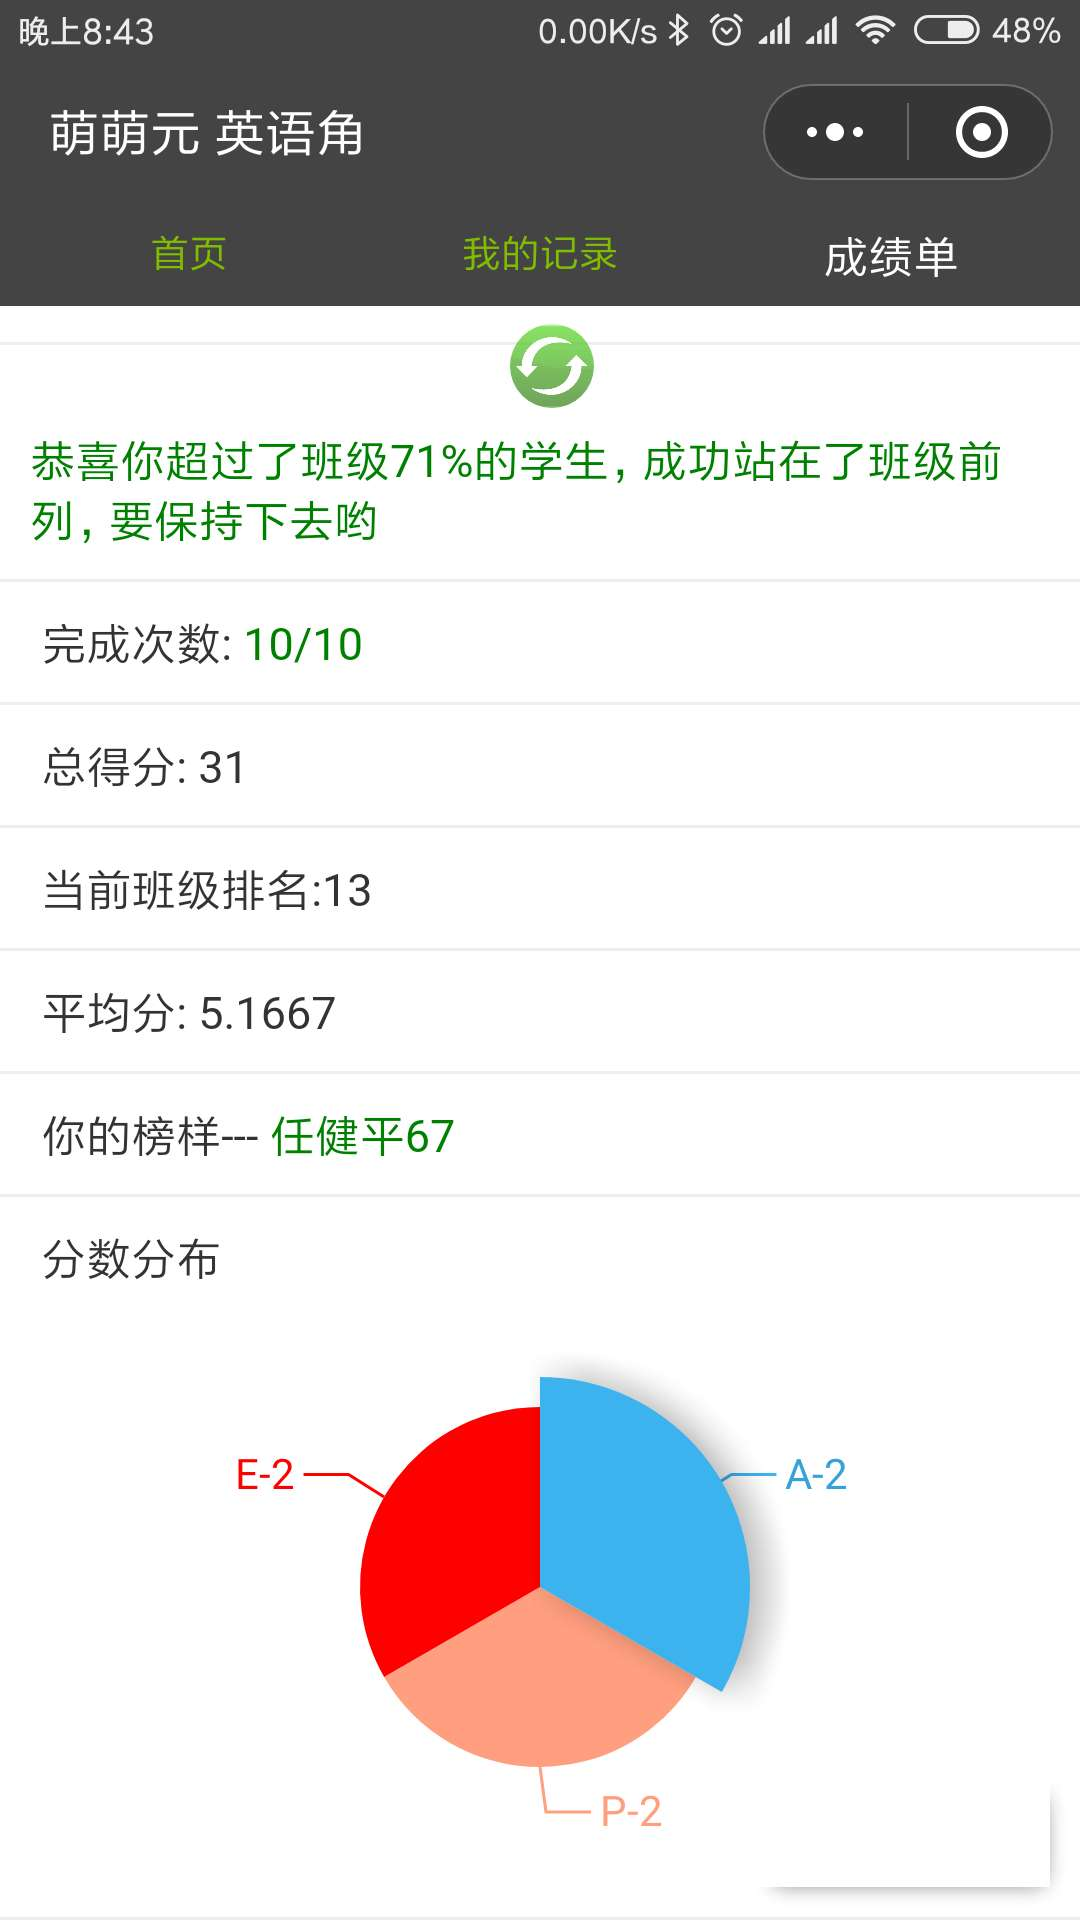 晚上8:43 0.00K/s 48%
萌萌元 英语角
首页 我的记录 成绩单
恭喜你超过了班级71%的学生，成功站在了班级前
列，要保持下去哟
完成次数: 10/10
总得分: 31
当前班级排名:13
平均分: 5.1667
你的榜样--- 任健平67
分数分布
E-2 A-2
P-2